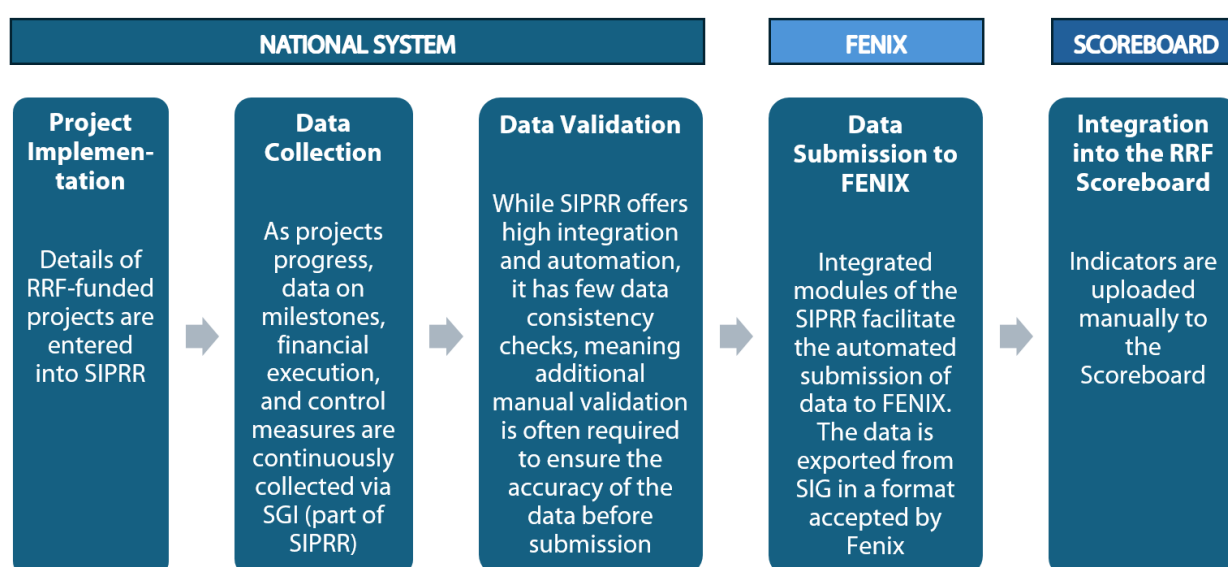 NATIONAL SYSTEM
FENIX
SCOREBOARD
Project
Implemen-
tation
Details of
RRF-funded
projects are
entered
into SIPRR
Data
Collection
As projects
progress,
data on
milestones,
financial
execution,
and control
measures are
continuously
collected via
SGI (part of
SIPRR)
Data Validation
While SIPRR offers
high integration
and automation,
it has few data
consistency
checks, meaning
additional
manual validation
is often required
to ensure the
accuracy of the
data before
submission
Data
Submission to
FENIX
Integrated
modules of the
SIPRR facilitate
the automated
submission of
data to FENIX.
The data is
exported from
SIG in a format
accepted by
Fenix
Integration
into the RRF
Scoreboard
Indicators are
uploaded
manually to
the
Scoreboard